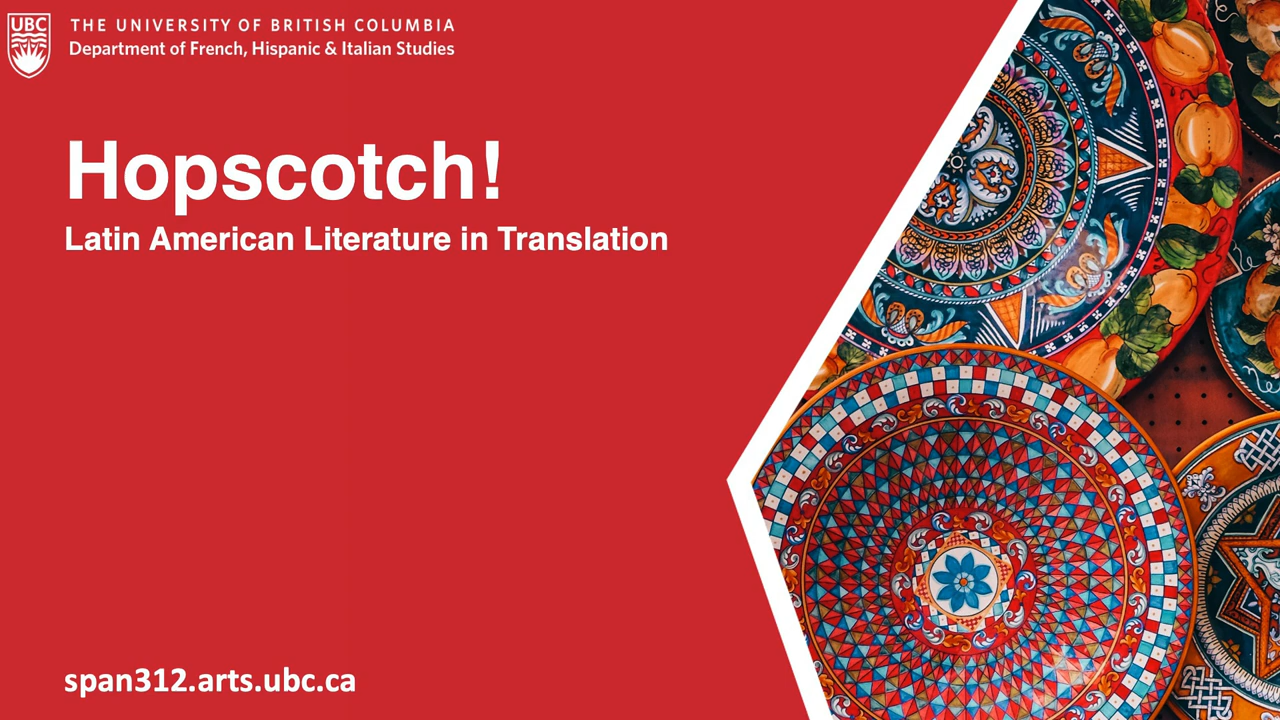 UBC
THE UNIVERSITY OF BRITISH COLUMBIA
Department of French, Hispanic & Italian Studies
Hopscotch!
Latin American Literature in Translation
span312.arts.ubc.ca